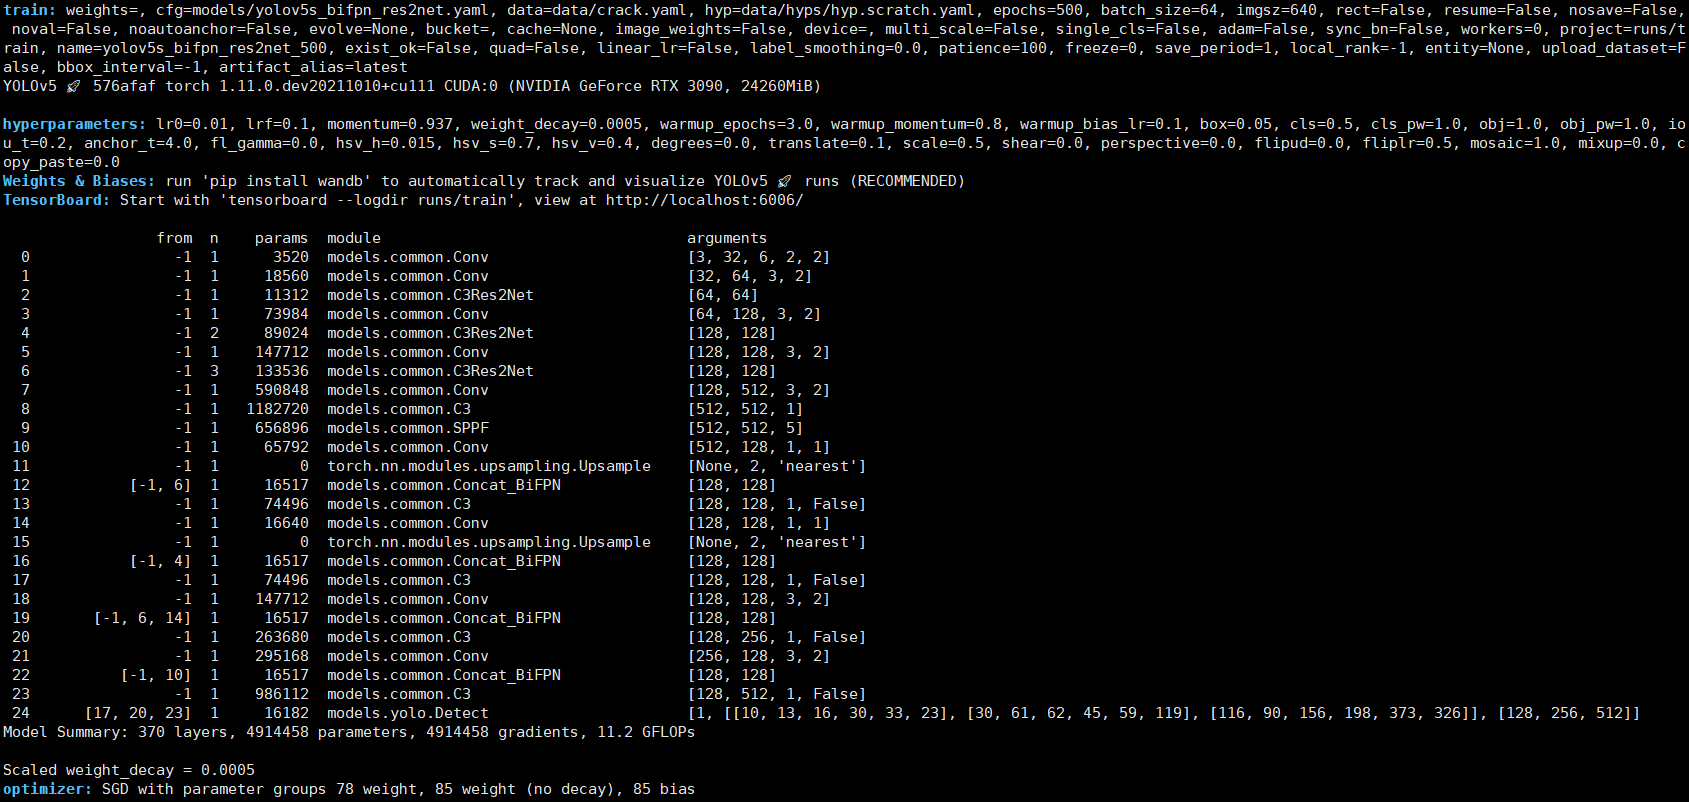 train: weights=, cfg=models/yolov5s_bifpn_res2net.yaml, data=data/crack.yaml, hyp=data/hyps/hyp.scratch.yaml, epochs=500, batch_size=64, imgsz=640, rect=False, resume=False, nosave=False,
 noval=False, noautoanchor=False, evolve=None, bucket=, cache=None, image_weights=False, device=, multi_scale=False, single_cls=False, adam=False, sync_bn=False, workers=0, project=runs/t
rain, name=yolov5s_bifpn_res2net_500, exist_ok=False, quad=False, linear_lr=False, label_smoothing=0.0, patience=100, freeze=0, save_period=1, local_rank=-1, entity=None, upload_dataset=F
alse, bbox_interval=-1, artifact_alias=latest
YOLOv5 🚀 576afaf torch 1.11.0.dev20211010+cu111 CUDA:0 (NVIDIA GeForce RTX 3090, 24260MiB)
hyperparameters: lr0=0.01, lrf=0.1, momentum=0.937, weight_decay=0.0005, warmup_epochs=3.0, warmup_momentum=0.8, warmup_bias_lr=0.1, box=0.05, cls=0.5, cls_pw=1.0, obj=1.0, obj_pw=1.0, io
u_t=0.2, anchor_t=4.0, fl_gamma=0.0, hsv_h=0.015, hsv_s=0.7, hsv_v=0.4, degrees=0.0, translate=0.1, scale=0.5, shear=0.0, perspective=0.0, flipud=0.0, fliplr=0.5, mosaic=1.0, mixup=0.0, c
opy_paste=0.0
Weights & Biases: run 'pip install wandb' to automatically track and visualize YOLOv5 🚀 runs (RECOMMENDED)
TensorBoard: Start with 'tensorboard --logdir runs/train', view at http://localhost:6006/
from n params module arguments
0 -1 1 3520 models.common.Conv [3, 32, 6, 2, 2]
1 -1 1 18560 models.common.Conv [32, 64, 3, 2]
2 -1 1 11312 models.common.C3Res2Net [64, 64]
3 -1 1 73984 models.common.Conv [64, 128, 3, 2]
4 -1 2 89024 models.common.C3Res2Net [128, 128]
5 -1 1 147712 models.common.Conv [128, 128, 3, 2]
6 -1 3 133536 models.common.C3Res2Net [128, 128]
7 -1 1 590848 models.common.Conv [128, 512, 3, 2]
8 -1 1 1182720 models.common.C3 [512, 512, 1]
9 -1 1 656896 models.common.SPPF [512, 512, 5]
10 -1 1 65792 models.common.Conv [512, 128, 1, 1]
11 -1 1 0 torch.nn.modules.upsampling.Upsample [None, 2, 'nearest']
12 [-1, 6] 1 16517 models.common.Concat_BiFPN [128, 128]
13 -1 1 74496 models.common.C3 [128, 128, 1, False]
14 -1 1 16640 models.common.Conv [128, 128, 1, 1]
15 -1 1 0 torch.nn.modules.upsampling.Upsample [None, 2, 'nearest']
16 [-1, 4] 1 16517 models.common.Concat_BiFPN [128, 128]
17 -1 1 74496 models.common.C3 [128, 128, 1, False]
18 -1 1 147712 models.common.Conv [128, 128, 3, 2]
19 [-1, 6, 14] 1 16517 models.common.Concat_BiFPN [128, 128]
20 -1 1 263680 models.common.C3 [128, 256, 1, False]
21 -1 1 295168 models.common.Conv [256, 128, 3, 2]
22 [-1, 10] 1 16517 models.common.Concat_BiFPN [128, 128]
23 -1 1 986112 models.common.C3 [128, 512, 1, False]
24 [17, 20, 23] 1 16182 models.yolo.Detect [1, [[10, 13, 16, 30, 33, 23], [30, 61, 62, 45, 59, 119], [116, 90, 156, 198, 373, 326]], [128, 256, 512]]
Model Summary: 370 layers, 4914458 parameters, 4914458 gradients, 11.2 GFLOPs
Scaled weight_decay = 0.0005
optimizer: SGD with parameter groups 78 weight, 85 weight (no decay), 85 bias